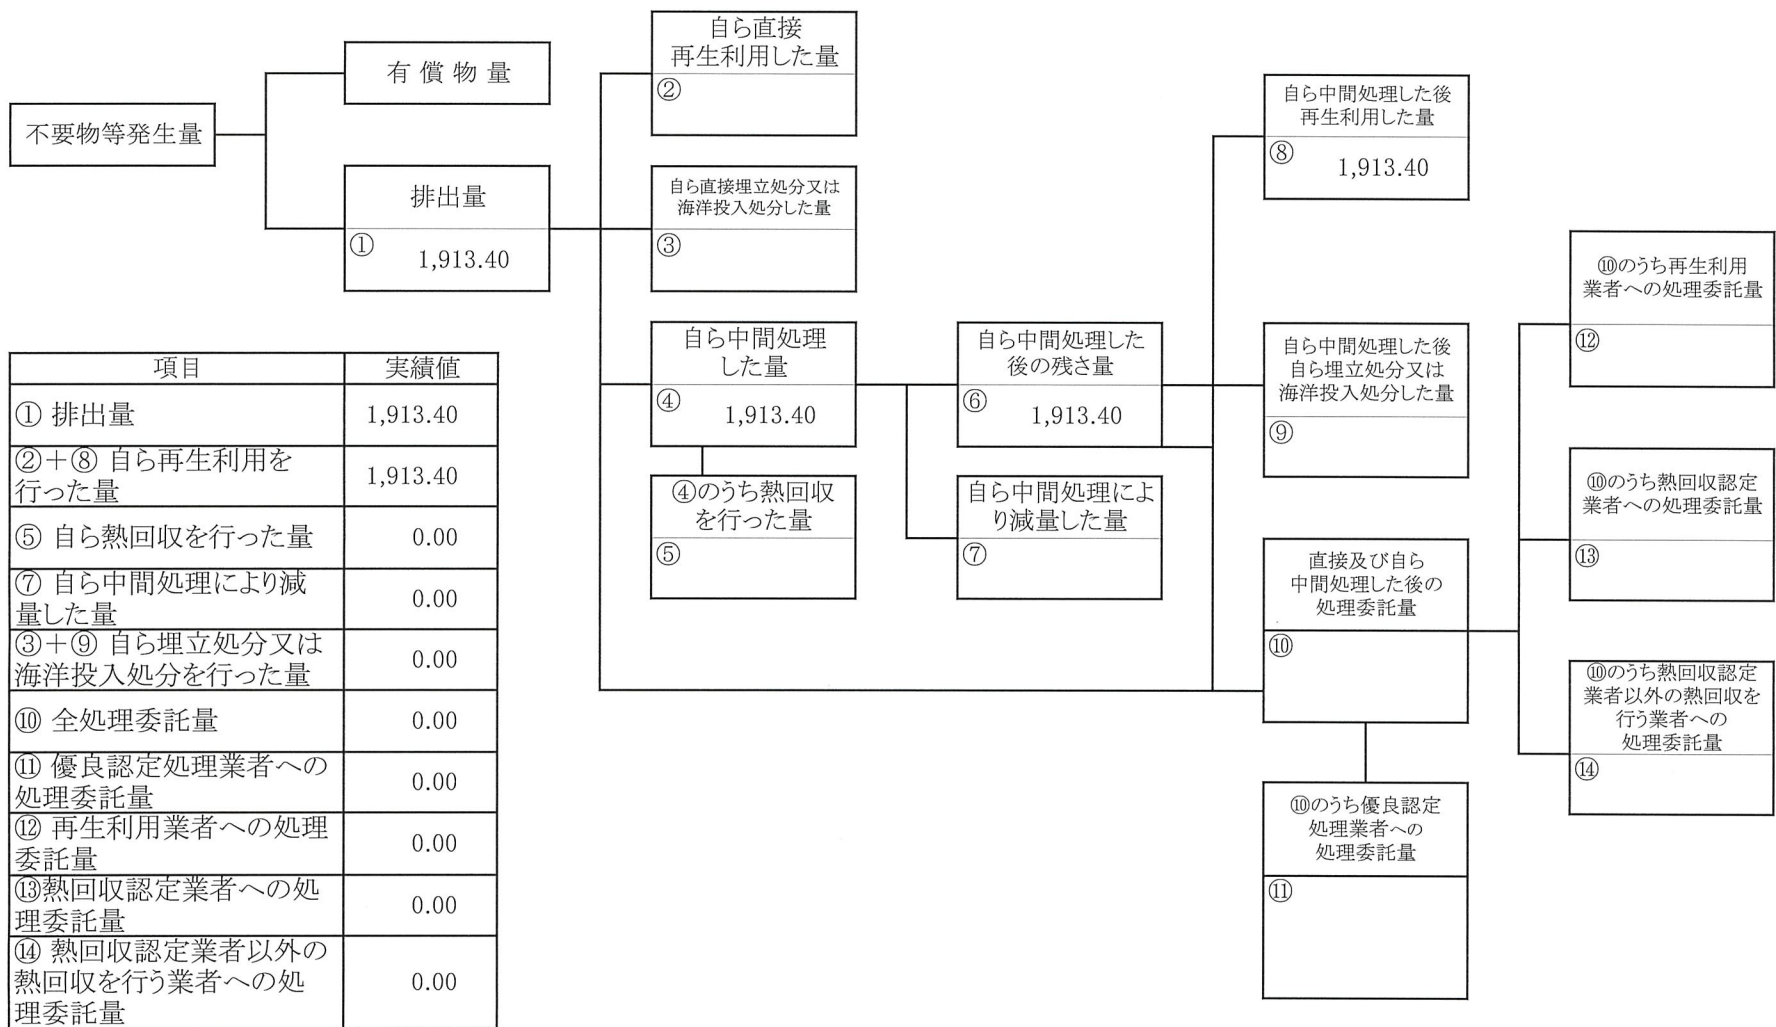 不要物等発生量
有償物量
排出量
①
1,913.40
自ら直接
再生利用した量
②
自ら直接埋立処分又は
海洋投入処分した量
③
自ら中間処理
した量
④
1,913.40
④のうち熱回収
を行った量
⑤
自ら中間処理した
後の残さ量
⑥
1,913.40
自ら中間処理によ
り減量した量
⑦
自ら中間処理した後
再生利用した量
⑧
1,913.40
自ら中間処理した後
自ら埋立処分又は
海洋投入処分した量
⑨
直接及び自ら
中間処理した後の
処理委託量
⑩
⑩のうち優良認定
処理業者への
処理委託量
⑪
⑩のうち再生利用
業者への処理委託量
⑫
⑩のうち熱回収認定
業者への処理委託量
⑬
⑩のうち熱回収認定
業者以外の熱回収を
行う業者への
処理委託量
⑭
項目 実績値
① 排出量 1,913.40
②+⑧ 自ら再生利用を
行った量 1,913.40
⑤ 自ら熱回収を行った量 0.00
⑦ 自ら中間処理により減
量した量 0.00
③+⑨ 自ら埋立処分又は
海洋投入処分を行った量 0.00
⑩ 全処理委託量 0.00
⑪ 優良認定処理業者への
処理委託量 0.00
⑫ 再生利用業者への処理
委託量 0.00
⑬熱回収認定業者への処
理委託量 0.00
⑭ 熱回収認定業者以外の
熱回収を行う業者への処
理委託量 0.00